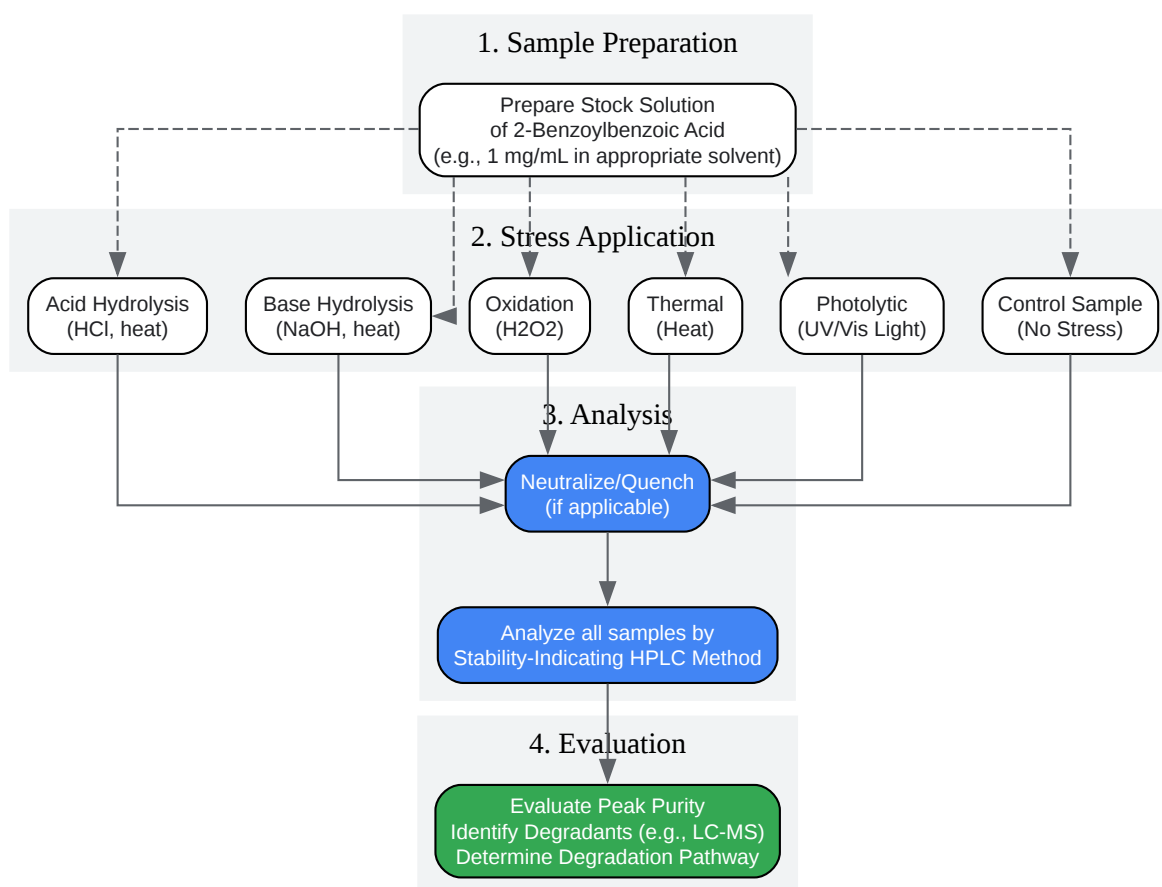 1. Sample Preparation
Prepare Stock Solution
of 2-Benzoylbenzoic Acid
(e.g., 1 mg/mL in appropriate solvent)
2. Stress Application
Acid Hydrolysis
(HCl, heat)
Base Hydrolysis
(NaOH, heat)
Oxidation
(H2O2)
Thermal
(Heat)
Photolytic
(UV/Vis Light)
Control Sample
(No Stress)
3. Analysis
Neutralize/Quench
(if applicable)
Analyze all samples by
Stability-Indicating HPLC Method
4. Evaluation
Evaluate Peak Purity
Identify Degradants (e.g., LC-MS)
Determine Degradation Pathway